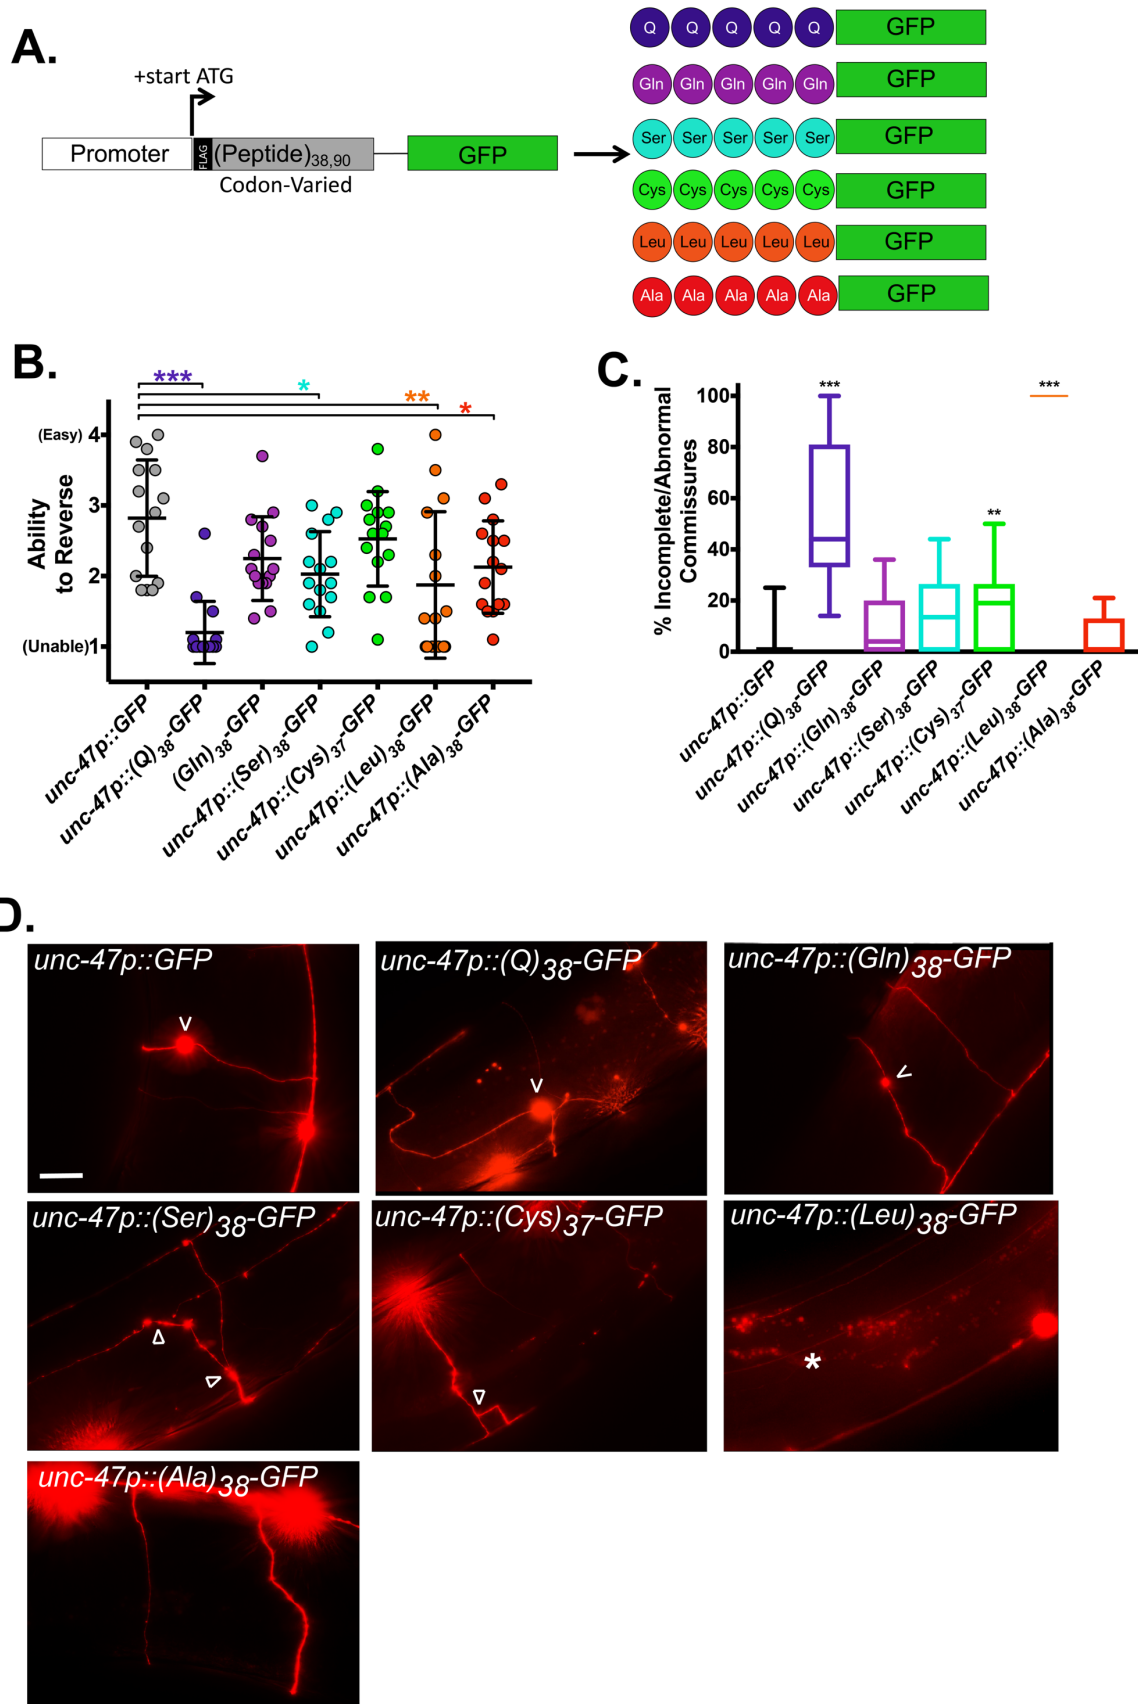 A.
+start ATG
Promoter
FLAG
(Peptide)38,90
GFP
Codon-Varied
Q Q Q Q Q GFP
Gln Gln Gln Gln Gln GFP
Ser Ser Ser Ser Ser GFP
Cys Cys Cys Cys Cys GFP
Leu Leu Leu Leu Leu GFP
Ala Ala Ala Ala Ala GFP
B.
***
*
**
*
Ability
to Reverse
(Easy) 4
3
2
(Unable) 1
unc-47p::GFP
unc-47p::(Q)38-GFP
(Gln)38-GFP
unc-47p::(Ser)38-GFP
unc-47p::(Cys)37-GFP
unc-47p::(Leu)38-GFP
unc-47p::(Ala)38-GFP
C.
% Incomplete/Abnormal
Commissures
100
80
60
40
20
0
***
**
***
unc-47p::GFP
unc-47p::(Q)38-GFP
unc-47p::(Gln)38-GFP
unc-47p::(Ser)38-GFP
unc-47p::(Cys)37-GFP
unc-47p::(Leu)38-GFP
unc-47p::(Ala)38-GFP
D.
unc-47p::GFP
unc-47p::(Q)38-GFP
unc-47p::(Gln)38-GFP
unc-47p::(Ser)38-GFP
unc-47p::(Cys)37-GFP
unc-47p::(Leu)38-GFP
*
unc-47p::(Ala)38-GFP